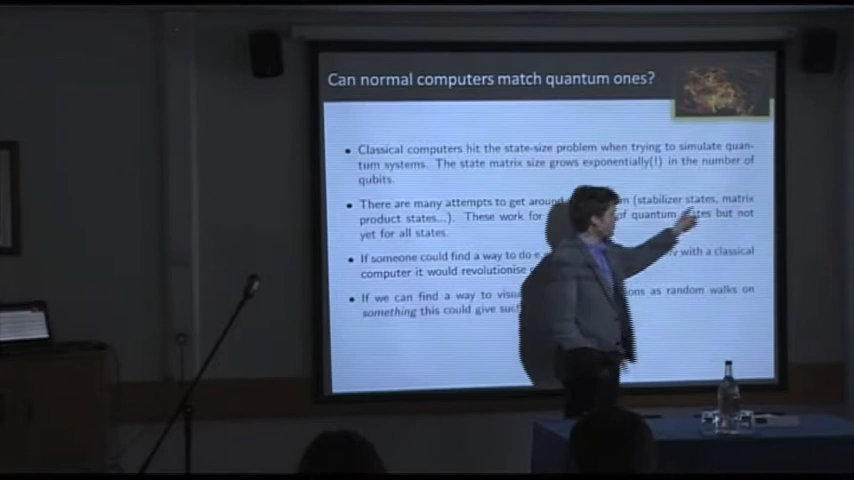 Can normal computers match quantum ones?
• Classical computers hit the state-size problem when trying to simulate quan-
tum systems. The state matrix size grows exponentially(!) in the number of
qubits.
• There are many attempts to get around (stabilizer states, matrix
product states...). These work for of quantum states but not
yet for all states.
• If someone could find a way to do with a classical
computer it would revolutionise
• If we can find a way to as random walks on
something this could give